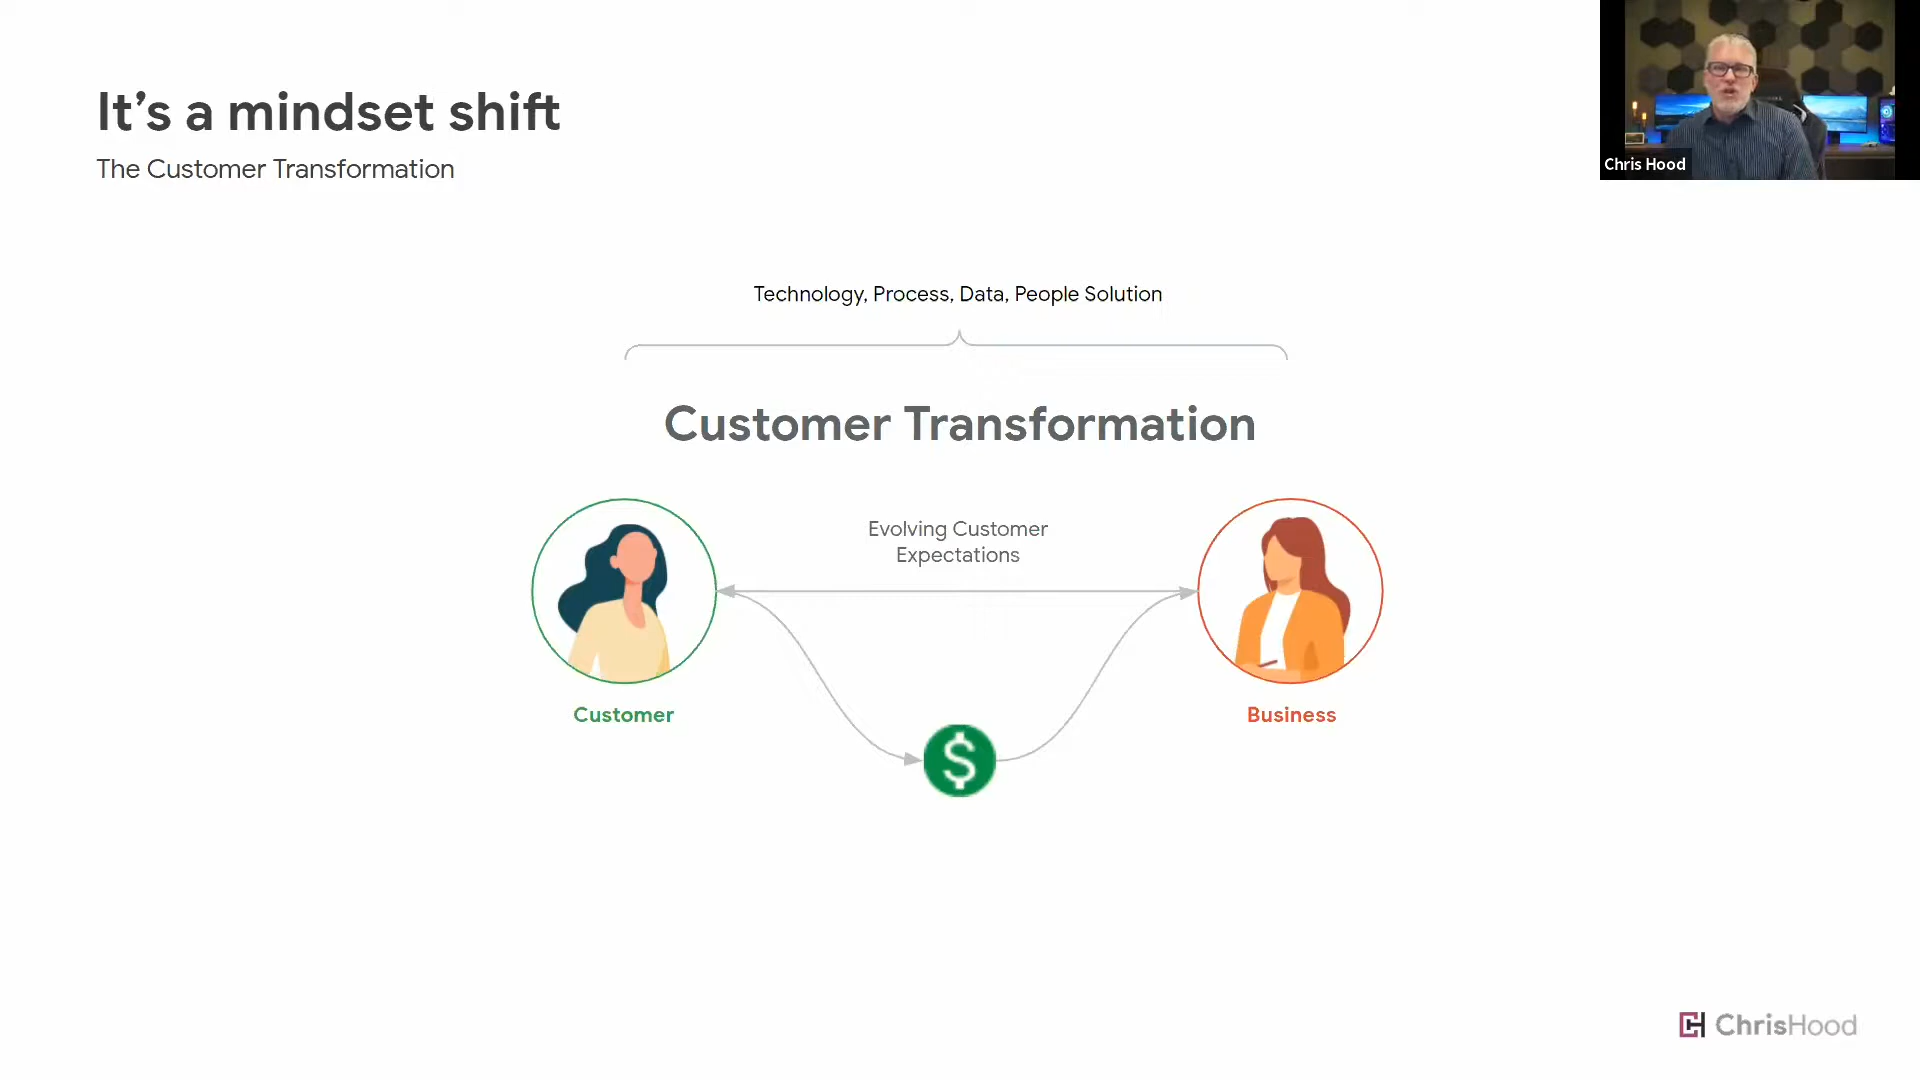 It’s a mindset shift
The Customer Transformation
Chris Hood
Technology, Process, Data, People Solution
Customer Transformation
Evolving Customer
Expectations
Customer
Business
$
ChrisHood